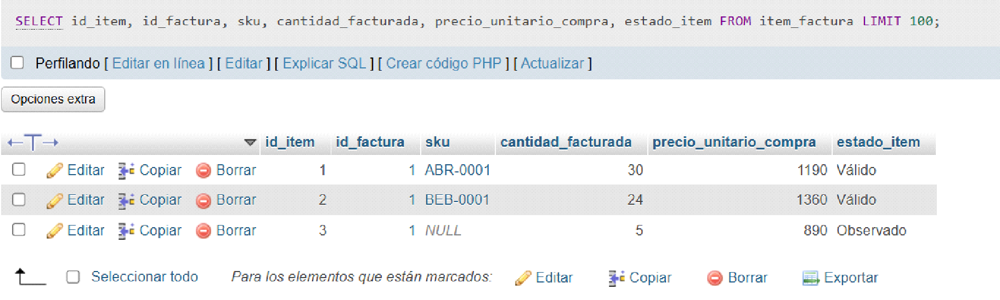 SELECT id_item, id_factura, sku, cantidad_facturada, precio_unitario_compra, estado_item FROM item_factura LIMIT 100;
Perfilando [ Editar en línea ] [ Editar ] [ Explicar SQL ] [ Crear código PHP ] [ Actualizar ]
Opciones extra
id_item id_factura sku cantidad_facturada precio_unitario_compra estado_item
Editar Copiar Borrar 1 1 ABR-0001 30 1190 Válido
Editar Copiar Borrar 2 1 BEB-0001 24 1360 Válido
Editar Copiar Borrar 3 1 NULL 5 890 Observado
Seleccionar todo Para los elementos que están marcados: Editar Copiar Borrar Exportar